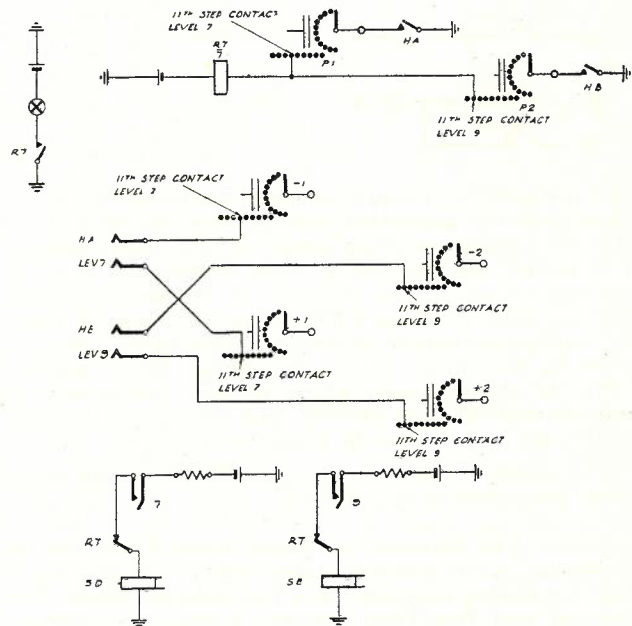 11TH STEP CONTACT
LEVEL 7
P1
HA
RT
7
P2
HB
11TH STEP CONTACT
LEVEL 9
RT
11TH STEP CONTACT
LEVEL 7
-1
HA
LEV7
-2
11TH STEP CONTACT
LEVEL 9
HB
+1
LEV9
11TH STEP CONTACT
LEVEL 7
+2
11TH STEP CONTACT
LEVEL 9
7
9
RT
RT
SD
SB